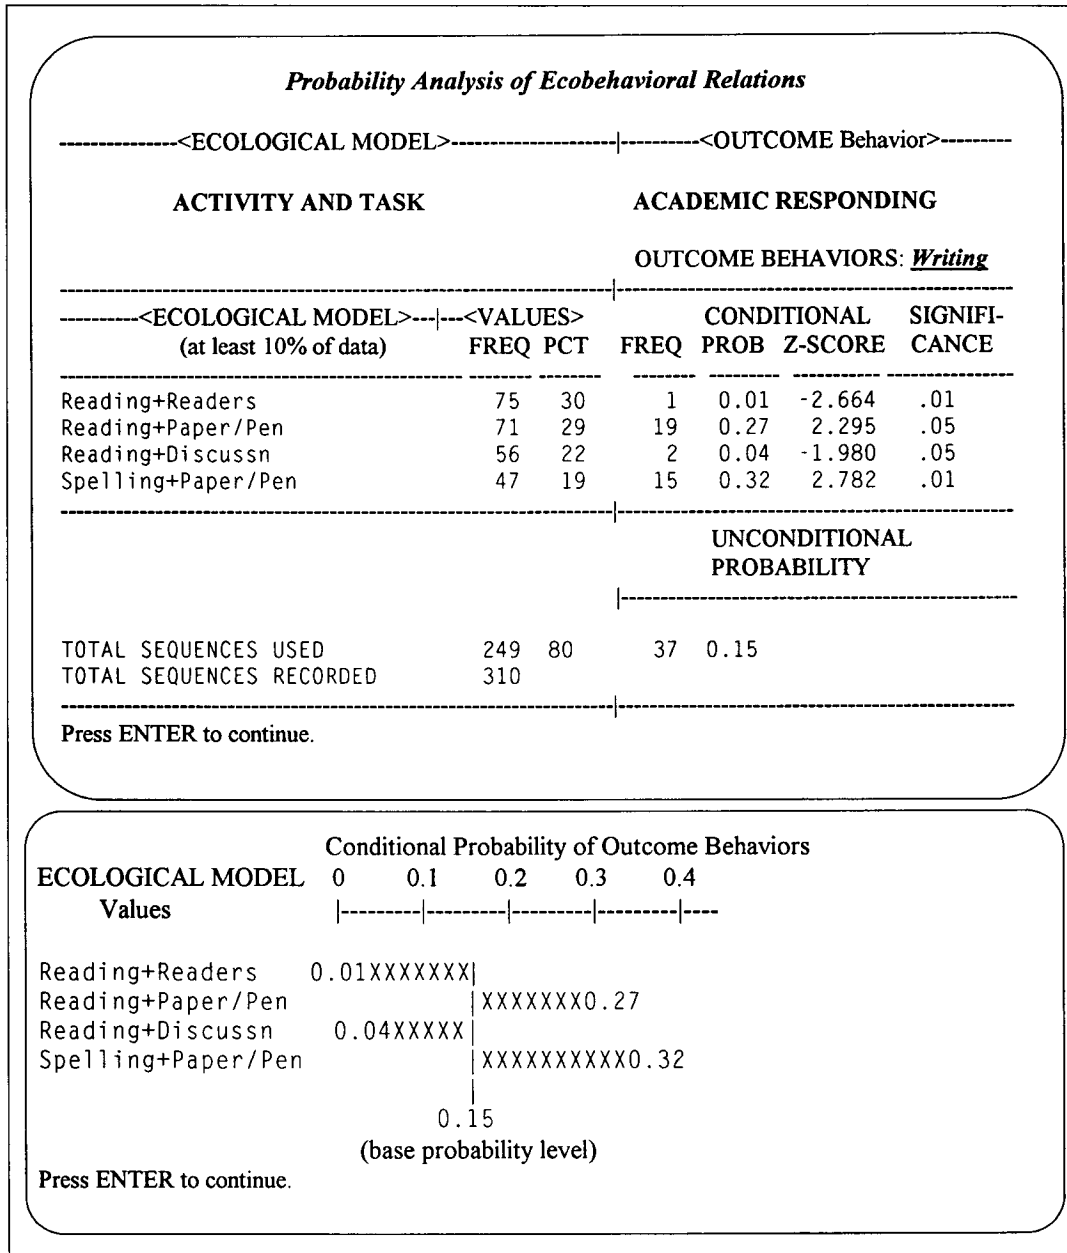 Probability Analysis of Ecobehavioral Relations
---------------<ECOLOGICAL MODEL>---------------------|----------<OUTCOME Behavior>---------
ACTIVITY AND TASK ACADEMIC RESPONDING
OUTCOME BEHAVIORS: Writing
----------<ECOLOGICAL MODEL>---|---<VALUES> CONDITIONAL SIGNIFI-
(at least 10% of data) FREQ PCT FREQ PROB Z-SCORE CANCE
Reading+Readers 75 30 1 0.01 -2.664 .01
Reading+Paper/Pen 71 29 19 0.27 2.295 .05
Reading+Discussn 56 22 2 0.04 -1.980 .05
Spelling+Paper/Pen 47 19 15 0.32 2.782 .01
UNCONDITIONAL
PROBABILITY
TOTAL SEQUENCES USED 249 80 37 0.15
TOTAL SEQUENCES RECORDED 310
Press ENTER to continue.
Conditional Probability of Outcome Behaviors
ECOLOGICAL MODEL 0 0.1 0.2 0.3 0.4
Values |---------|---------|---------|---------|----
Reading+Readers 0.01XXXXXXX|
Reading+Paper/Pen |XXXXXXX0.27
Reading+Discussn 0.04XXXXX|
Spelling+Paper/Pen |XXXXXXXXXX0.32
0.15
(base probability level)
Press ENTER to continue.